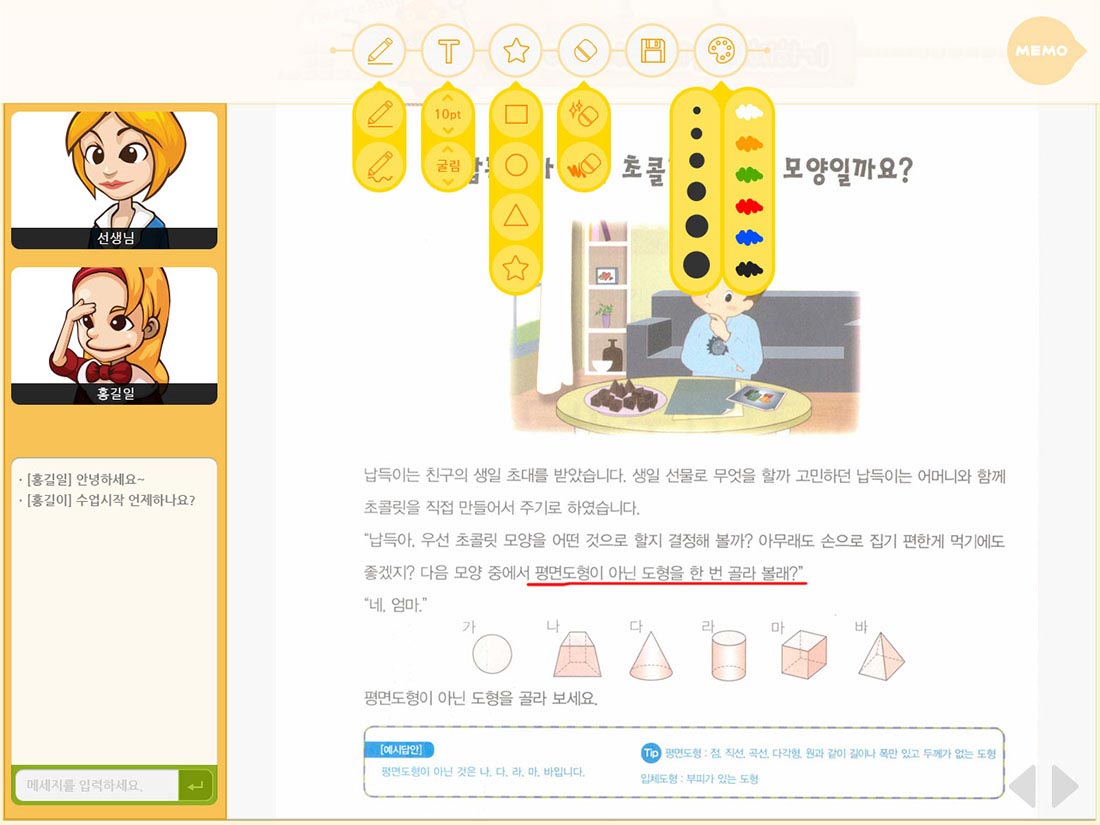 T
MEMO
10pt
굴림
초콜
모양일까요?
선생님
홍길일
· [홍길일] 안녕하세요~
· [홍길이] 수업시작 언제하나요?
메세지를 입력하세요.
납득이는 친구의 생일 초대를 받았습니다. 생일 선물로 무엇을 할까 고민하던 납득이는 어머니와 함께
초콜릿을 직접 만들어서 주기로 하였습니다.
“납득아, 우선 초콜릿 모양을 어떤 것으로 할지 결정해 볼까? 아무래도 손으로 집기 편한게 먹기에도
좋겠지? 다음 모양 중에서 평면도형이 아닌 도형을 한 번 골라 볼래?”
“네, 엄마.”
가 나 다 라 마 뱌
평면도형이 아닌 도형을 골라 보세요.
[예시답안]
평면도형이 아닌 것은 나, 다, 라, 마, 바입니다.
Tip 평면도형 : 점, 직선, 곡선, 다각형, 원과 같이 길이나 폭만 있고 두께가 없는 도형
입체도형 : 부피가 있는 도형